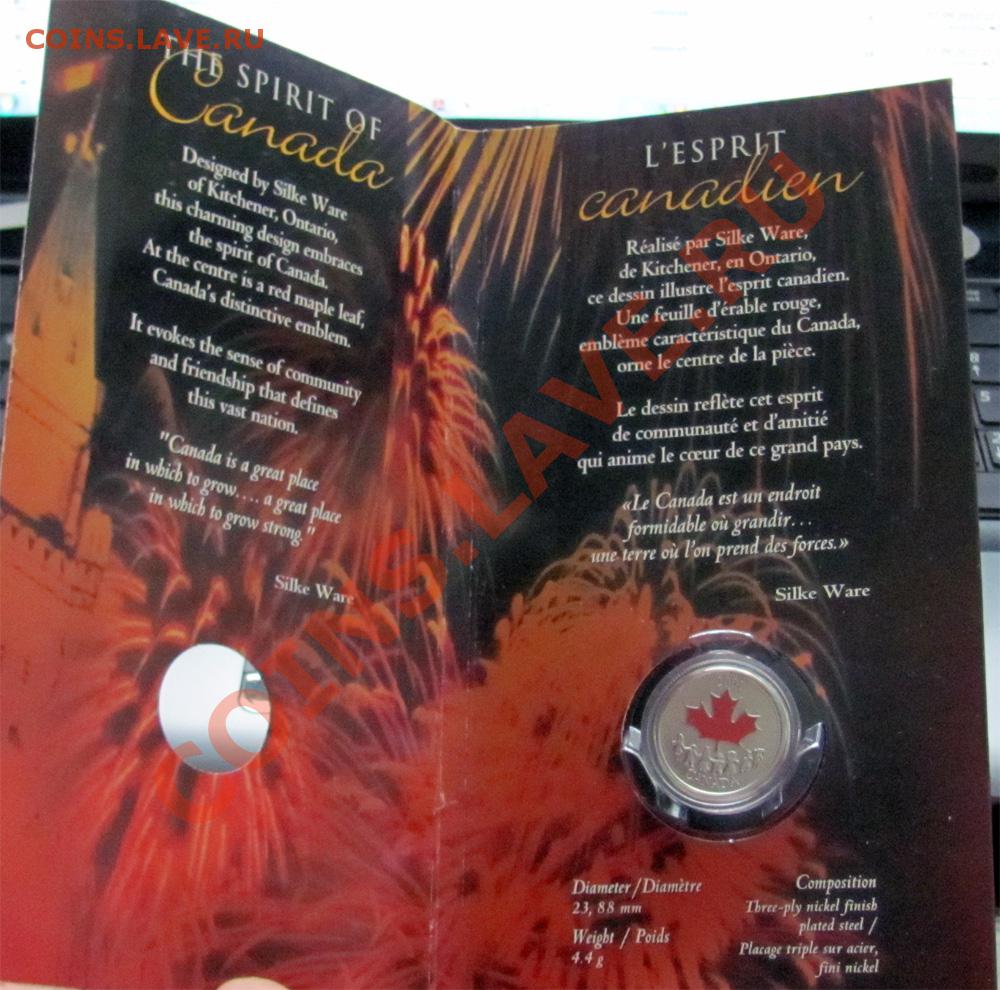 COINS.LAVE.RU
THE SPIRIT OF
Canada
Designed by Silke Ware
of Kitchener, Ontario,
this charming design embraces
the spirit of Canada.
At the centre is a red maple leaf,
Canada's distinctive emblem.
It evokes the sense of community
and friendship that defines
this vast nation.
"Canada is a great place
in which to grow.... a great place
in which to grow strong."
Silke Ware
L'ESPRIT
canadien
Réalisé par Silke Ware,
de Kitchener, en Ontario,
ce dessin illustre l'esprit canadien.
Une feuille d'érable rouge,
emblème caractéristique du Canada,
orne le centre de la pièce.
Le dessin reflète cet esprit
de communauté et d'amitié
qui anime le cœur de ce grand pays.
«Le Canada est un endroit
formidable où grandir...
une terre où l'on prend des forces.»
Silke Ware
CANADA
Diameter/Diamètre
23, 88 mm
Weight / Poids
4.4 g
Composition
Three-ply nickel finish
plated steel /
Placage triple sur acier,
fini nickel
COINS.LAVE.RU